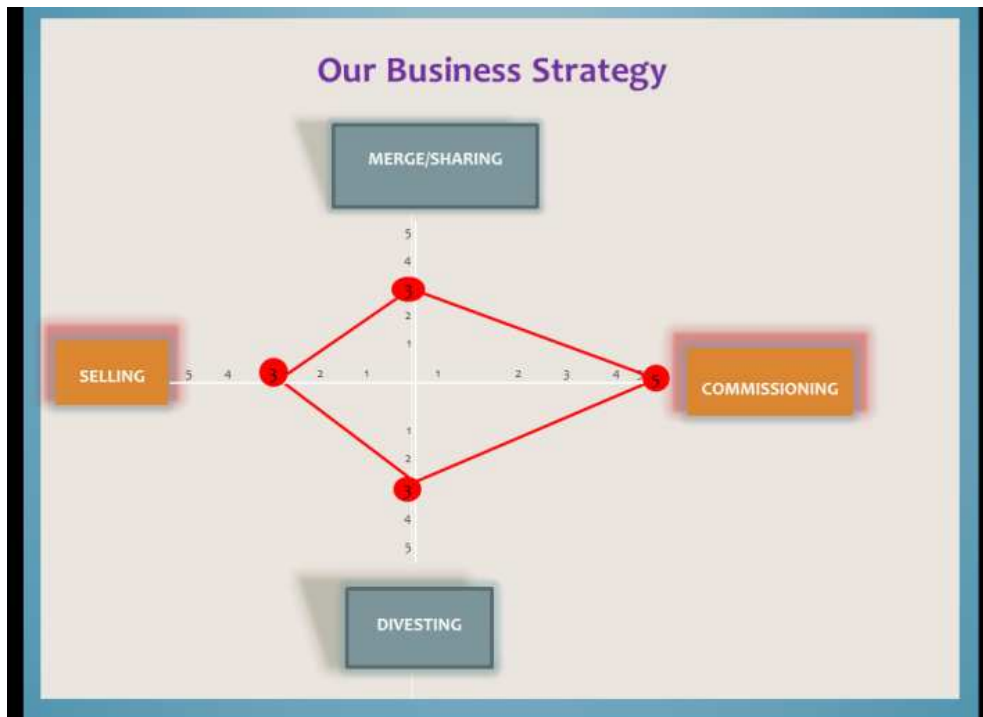 Our Business Strategy
MERGE/SHARING
5
4
3
2
1
SELLING 5 4 3 2 1 1 2 3 4 5 COMMISSIONING
1
2
3
4
5
DIVESTING